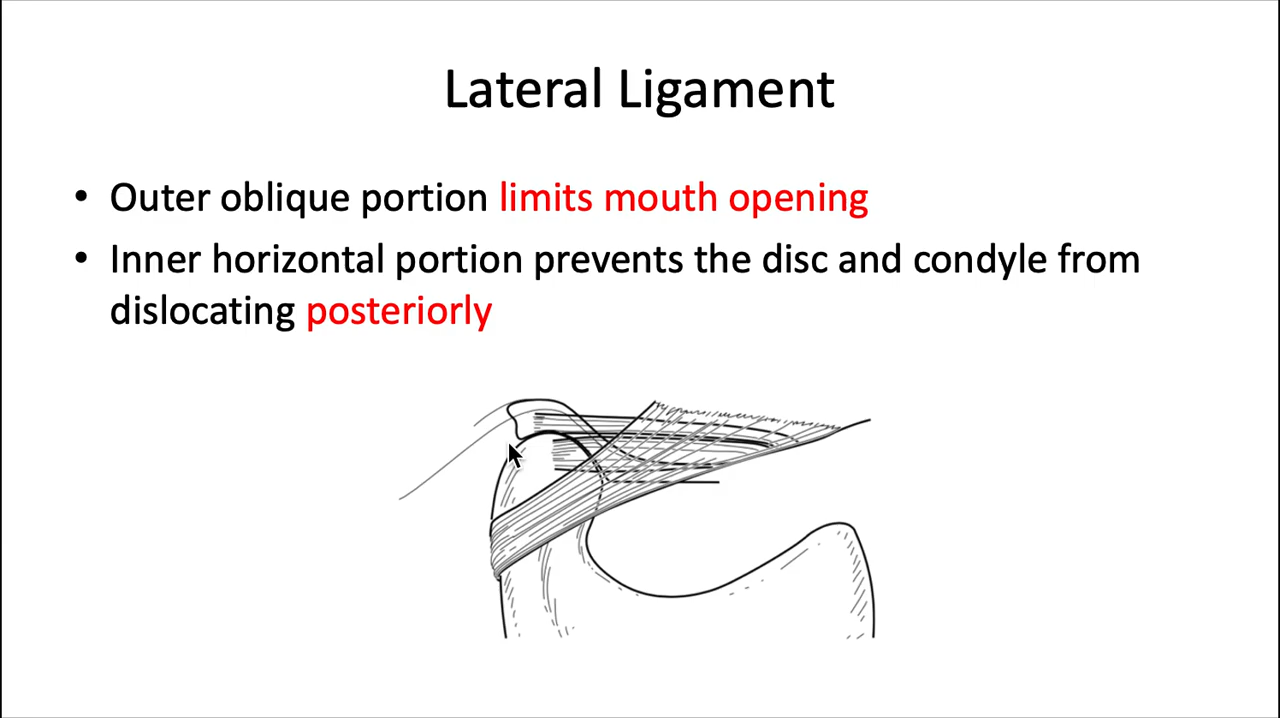 Lateral Ligament
• Outer oblique portion limits mouth opening
• Inner horizontal portion prevents the disc and condyle from
dislocating posteriorly